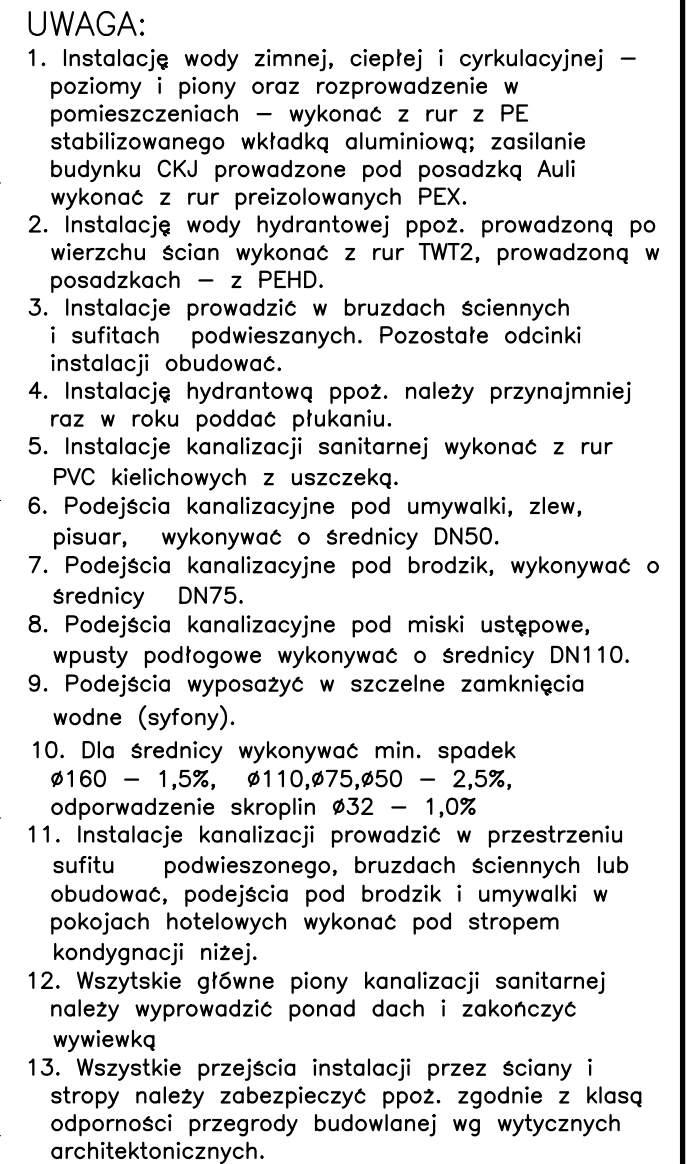 UWAGA:
1. Instalację wody zimnej, ciepłej i cyrkulacyjnej –
poziomy i piony oraz rozprowadzenie w
pomieszczeniach – wykonać z rur z PE
stabilizowanego wkładką aluminiową; zasilanie
budynku CKJ prowadzone pod posadzką Auli
wykonać z rur preizolowanych PEX.
2. Instalację wody hydrantowej ppoż. prowadzoną po
wierzchu ścian wykonać z rur TWT2, prowadzoną w
posadzkach – z PEHD.
3. Instalacje prowadzić w bruzdach ściennych
i sufitach podwieszanych. Pozostałe odcinki
instalacji obudować.
4. Instalację hydrantową ppoż. należy przynajmniej
raz w roku poddać płukaniu.
5. Instalacje kanalizacji sanitarnej wykonać z rur
PVC kielichowych z uszczeką.
6. Podejścia kanalizacyjne pod umywalki, zlew,
pisuar, wykonywać o średnicy DN50.
7. Podejścia kanalizacyjne pod brodzik, wykonywać o
średnicy DN75.
8. Podejścia kanalizacyjne pod miski ustępowe,
wpusty podłogowe wykonywać o średnicy DN110.
9. Podejścia wyposażyć w szczelne zamknięcia
wodne (syfony).
10. Dla średnicy wykonywać min. spadek
ø160 – 1,5%, ø110,ø75,ø50 – 2,5%,
odporwadzenie skroplin ø32 – 1,0%
11. Instalacje kanalizacji prowadzić w przestrzeniu
sufitu podwieszonego, bruzdach ściennych lub
obudować, podejścia pod brodzik i umywalki w
pokojach hotelowych wykonać pod stropem
kondygnacji niżej.
12. Wszytskie główne piony kanalizacji sanitarnej
należy wyprowadzić ponad dach i zakończyć
wywiewką
13. Wszystkie przejścia instalacji przez ściany i
stropy należy zabezpieczyć ppoż. zgodnie z klasą
odporności przegrody budowlanej wg wytycznych
architektonicznych.